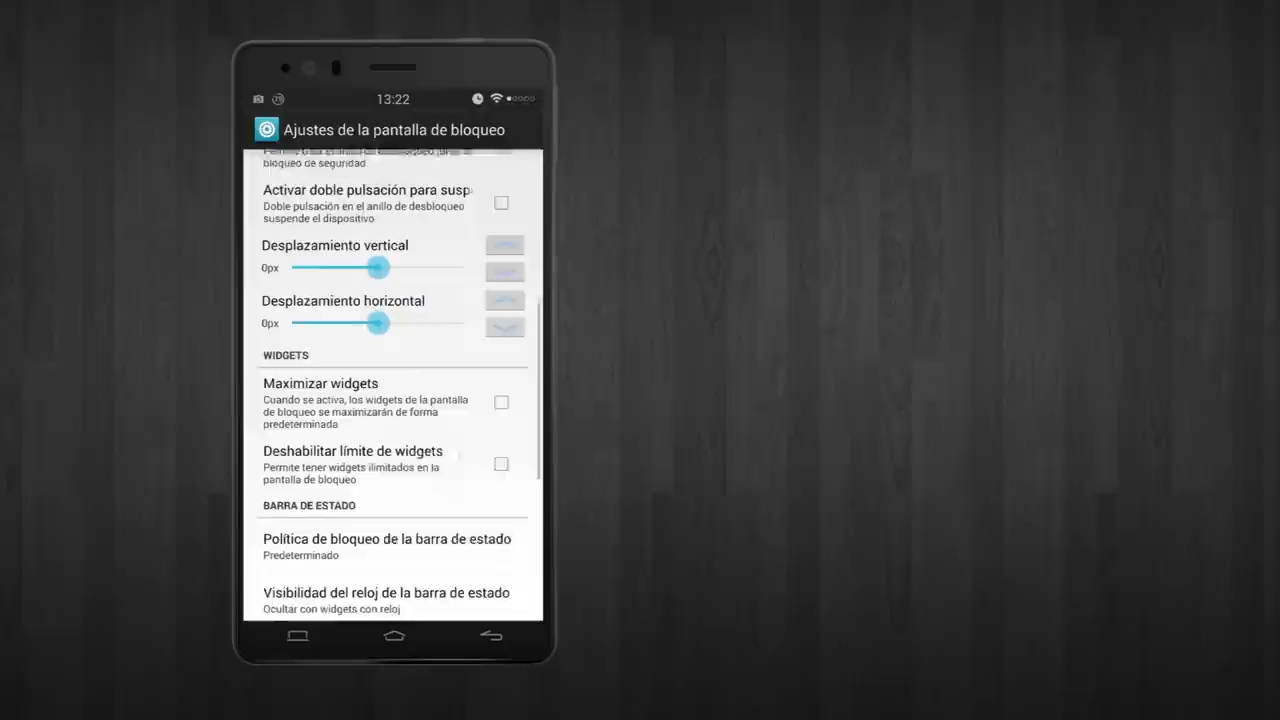 13:22
Ajustes de la pantalla de bloqueo
bloqueo de seguridad
Activar doble pulsación para susp
Doble pulsación en el anillo de desbloqueo
suspende el dispositivo
Desplazamiento vertical
0px
Desplazamiento horizontal
0px
WIDGETS
Maximizar widgets
Cuando se activa, los widgets de la pantalla
de bloqueo se maximizarán de forma
predeterminada
Deshabilitar límite de widgets
Permite tener widgets ilimitados en la
pantalla de bloqueo
BARRA DE ESTADO
Política de bloqueo de la barra de estado
Predeterminado
Visibilidad del reloj de la barra de estado
Ocultar con widgets con reloj